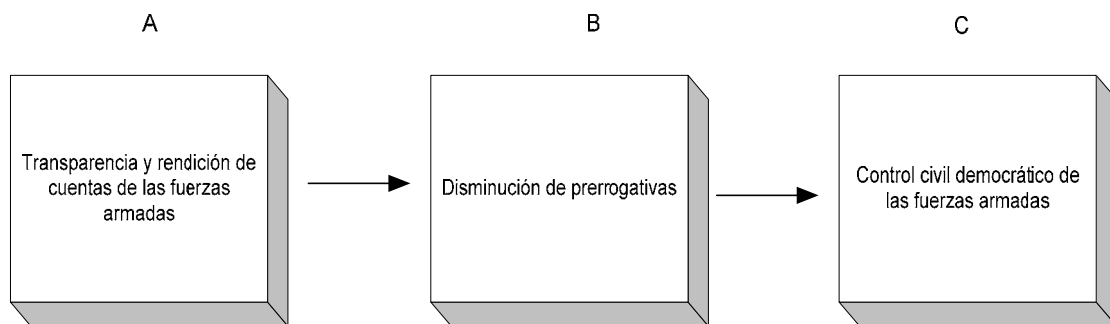 A
B
C
Transparencia y rendición de
cuentas de las fuerzas
armadas
Disminución de prerrogativas
Control civil democrático de
las fuerzas armadas